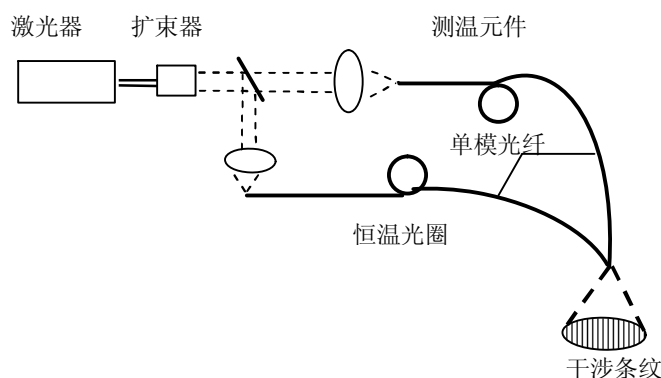 激光器
扩束器
测温元件
单模光纤
恒温光圈
干涉条纹